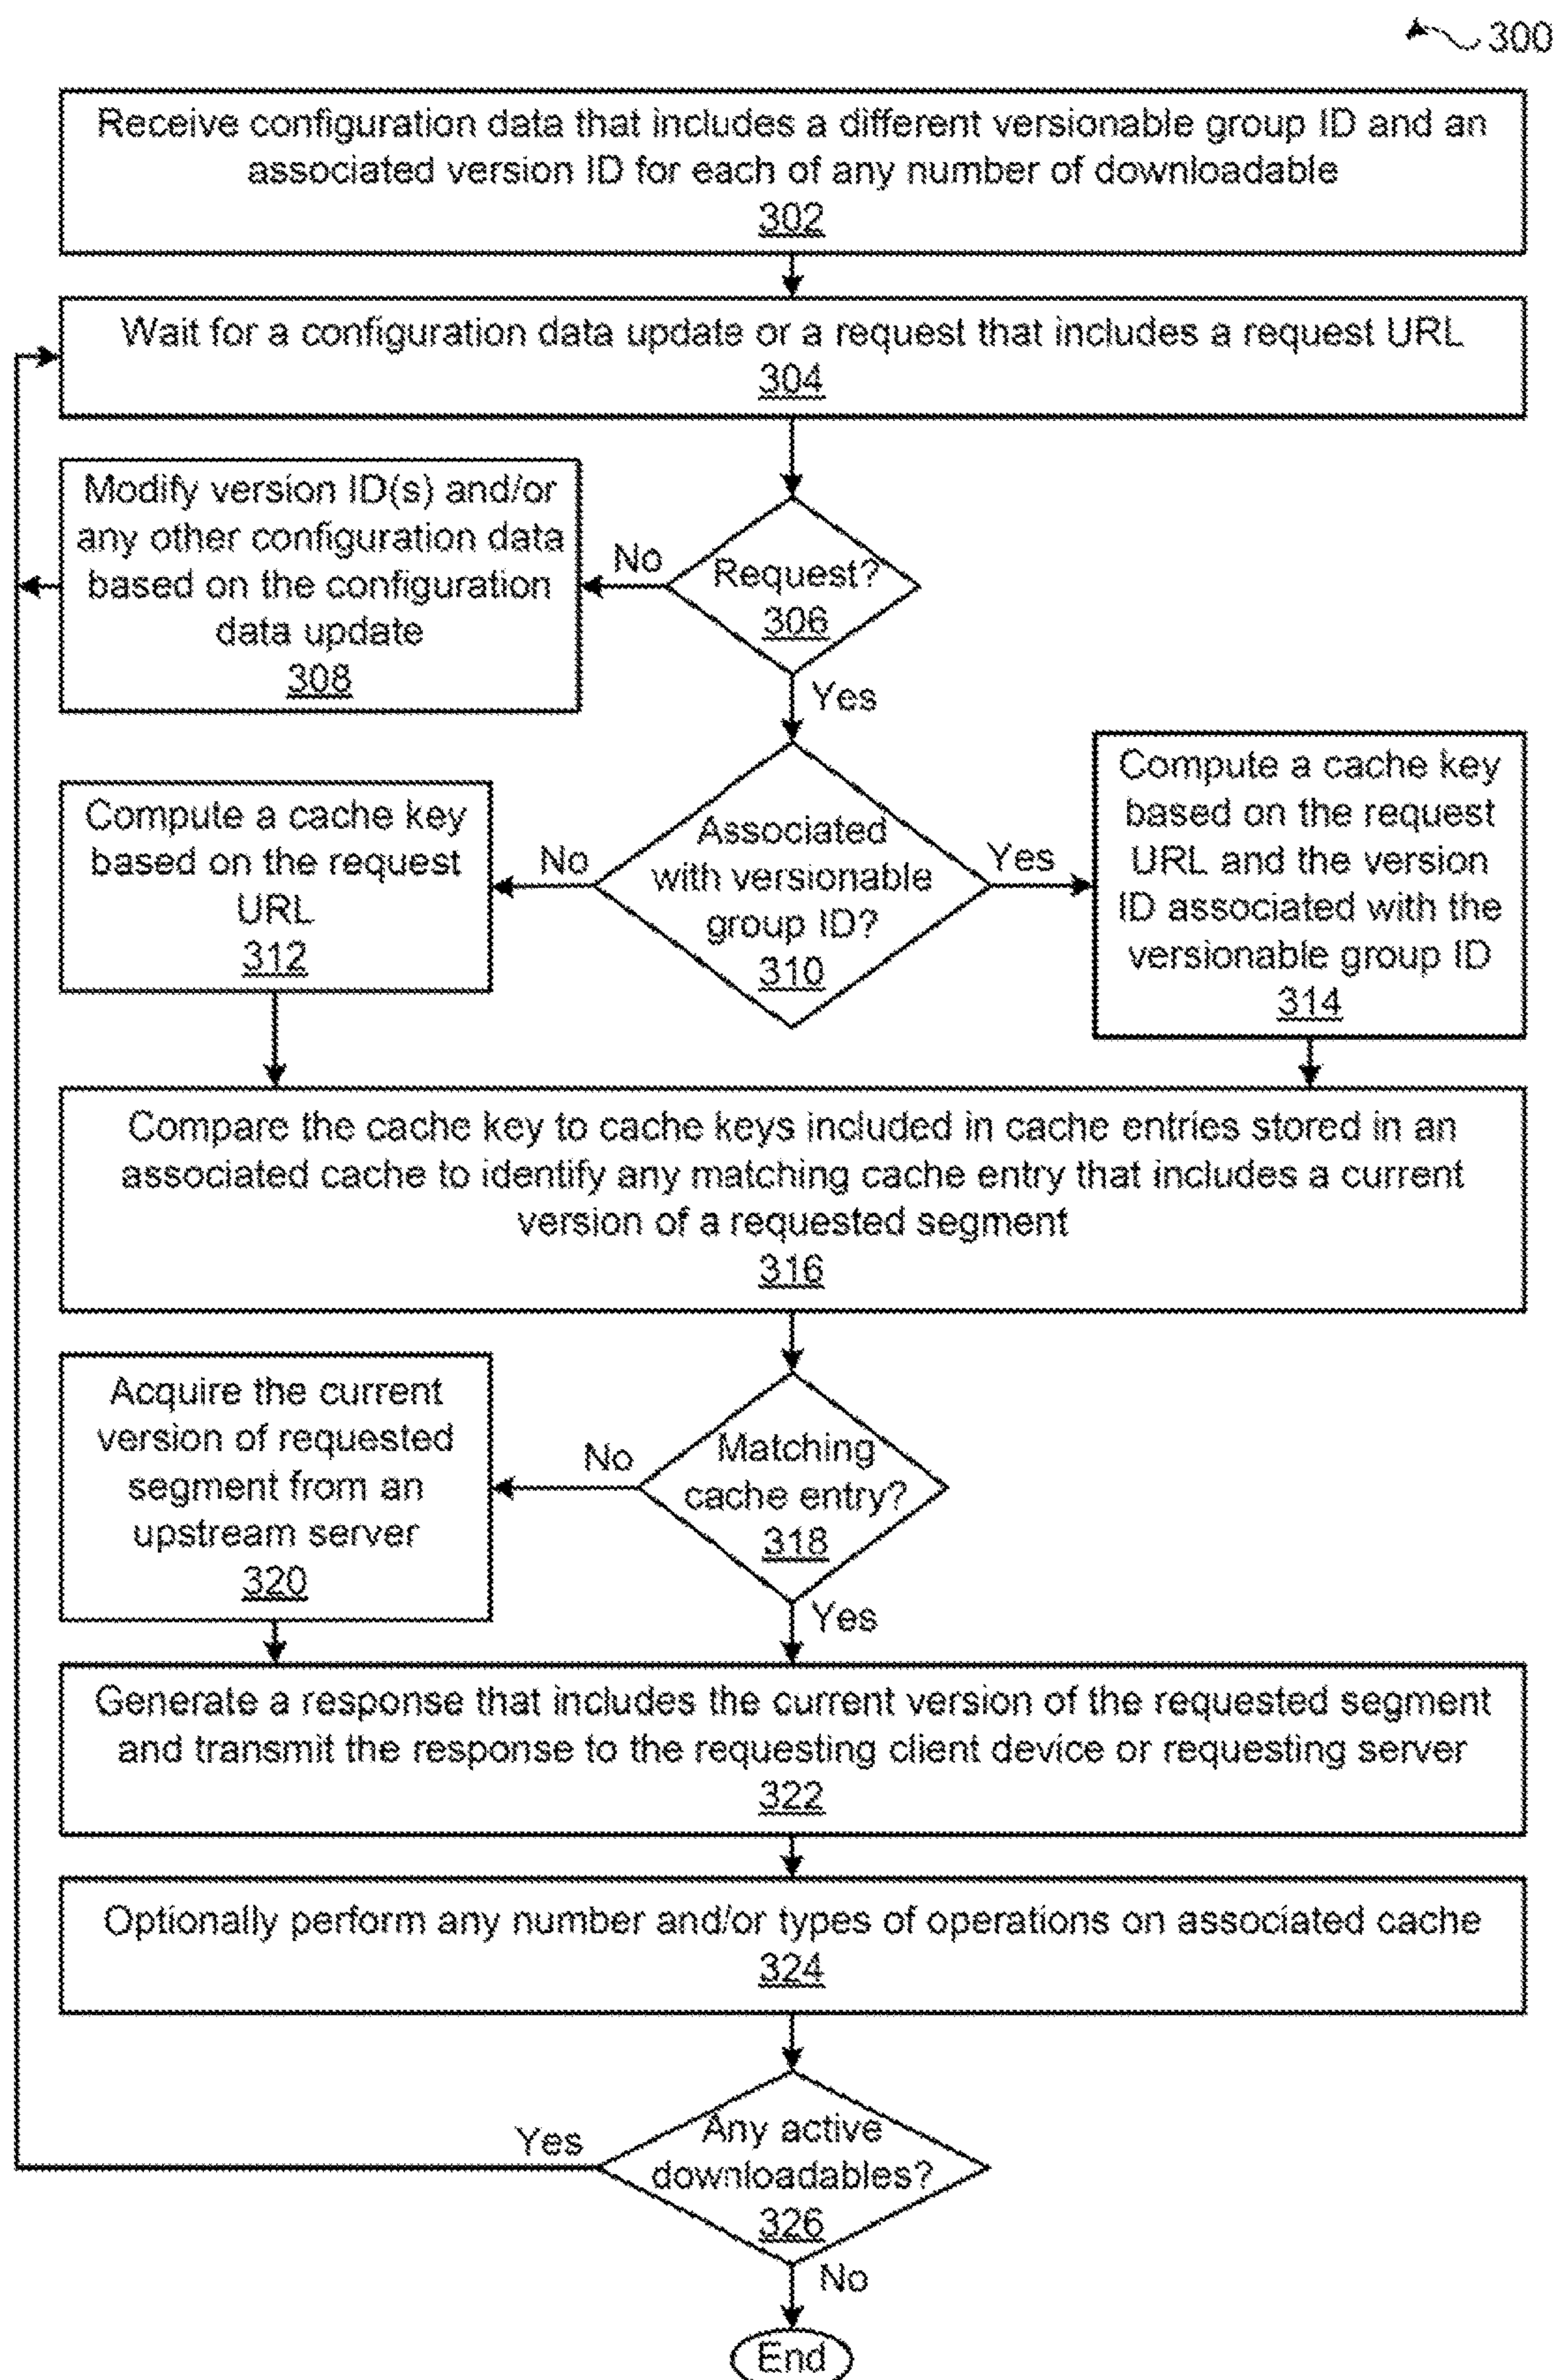 300
Receive configuration data that includes a different versionable group ID and an
associated version ID for each of any number of downloadable
302
Wait for a configuration data update or a request that includes a request URL
304
Modify version ID(s) and/or
any other configuration data
based on the configuration
data update
308
No
Request?
306
Yes
Compute a cache key
based on the request
URL
312
No
Associated
with versionable
group ID?
310
Yes
Compute a cache key
based on the request
URL and the version
ID associated with the
versionable group ID
314
Compare the cache key to cache keys included in cache entries stored in an
associated cache to identify any matching cache entry that includes a current
version of a requested segment
316
Acquire the current
version of requested
segment from an
upstream server
320
No
Matching
cache entry?
318
Yes
Generate a response that includes the current version of the requested segment
and transmit the response to the requesting client device or requesting server
322
Optionally perform any number and/or types of operations on associated cache
324
Yes
Any active
downloadables?
326
No
End